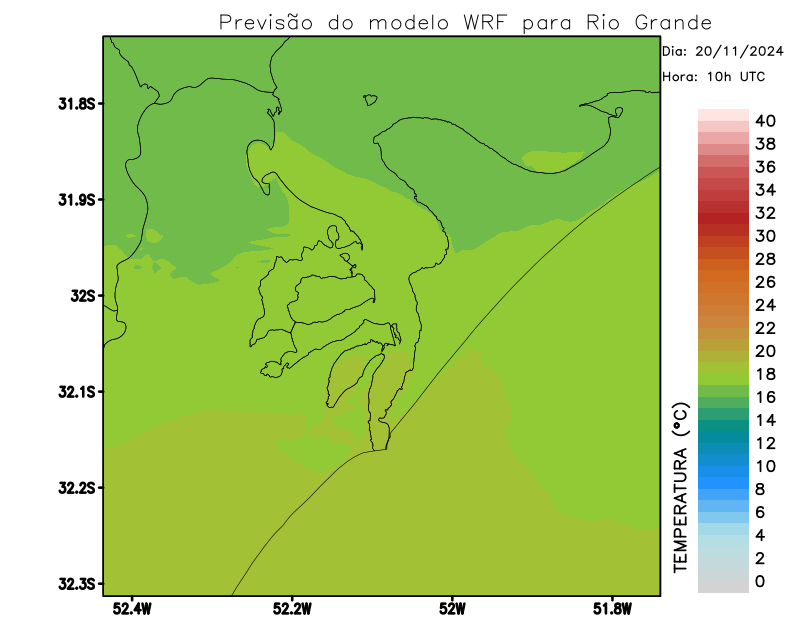 Previsão do modelo WRF para Rio Grande
Dia: 20/11/2024
Hora: 10h UTC
31.8S
31.9S
32S
32.1S
32.2S
32.3S
52.4W
52.2W
52W
51.8W
TEMPERATURA (°C)
40
38
36
34
32
30
28
26
24
22
20
18
16
14
12
10
8
6
4
2
0